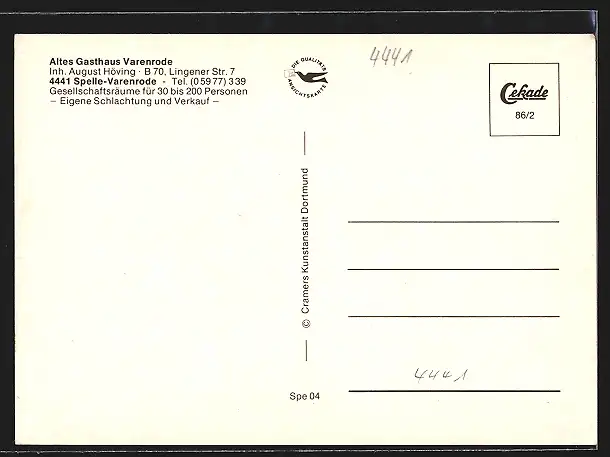 Altes Gasthaus Varenrode
Inh. August Höving · B 70, Lingener Str. 7
4441 Spelle-Varenrode - Tel. (0 59 77) 3 39
Gesellschaftsräume für 30 bis 200 Personen
– Eigene Schlachtung und Verkauf –
DIE QUALITÄTS
ANSICHTSKARTE
4441
Cekade
86/2
© Cramers Kunstanstalt Dortmund
4441
Spe 04